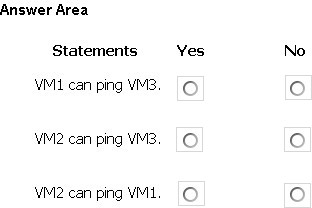 Answer Area
Statements Yes No
VM1 can ping VM3.
VM2 can ping VM3.
VM2 can ping VM1.